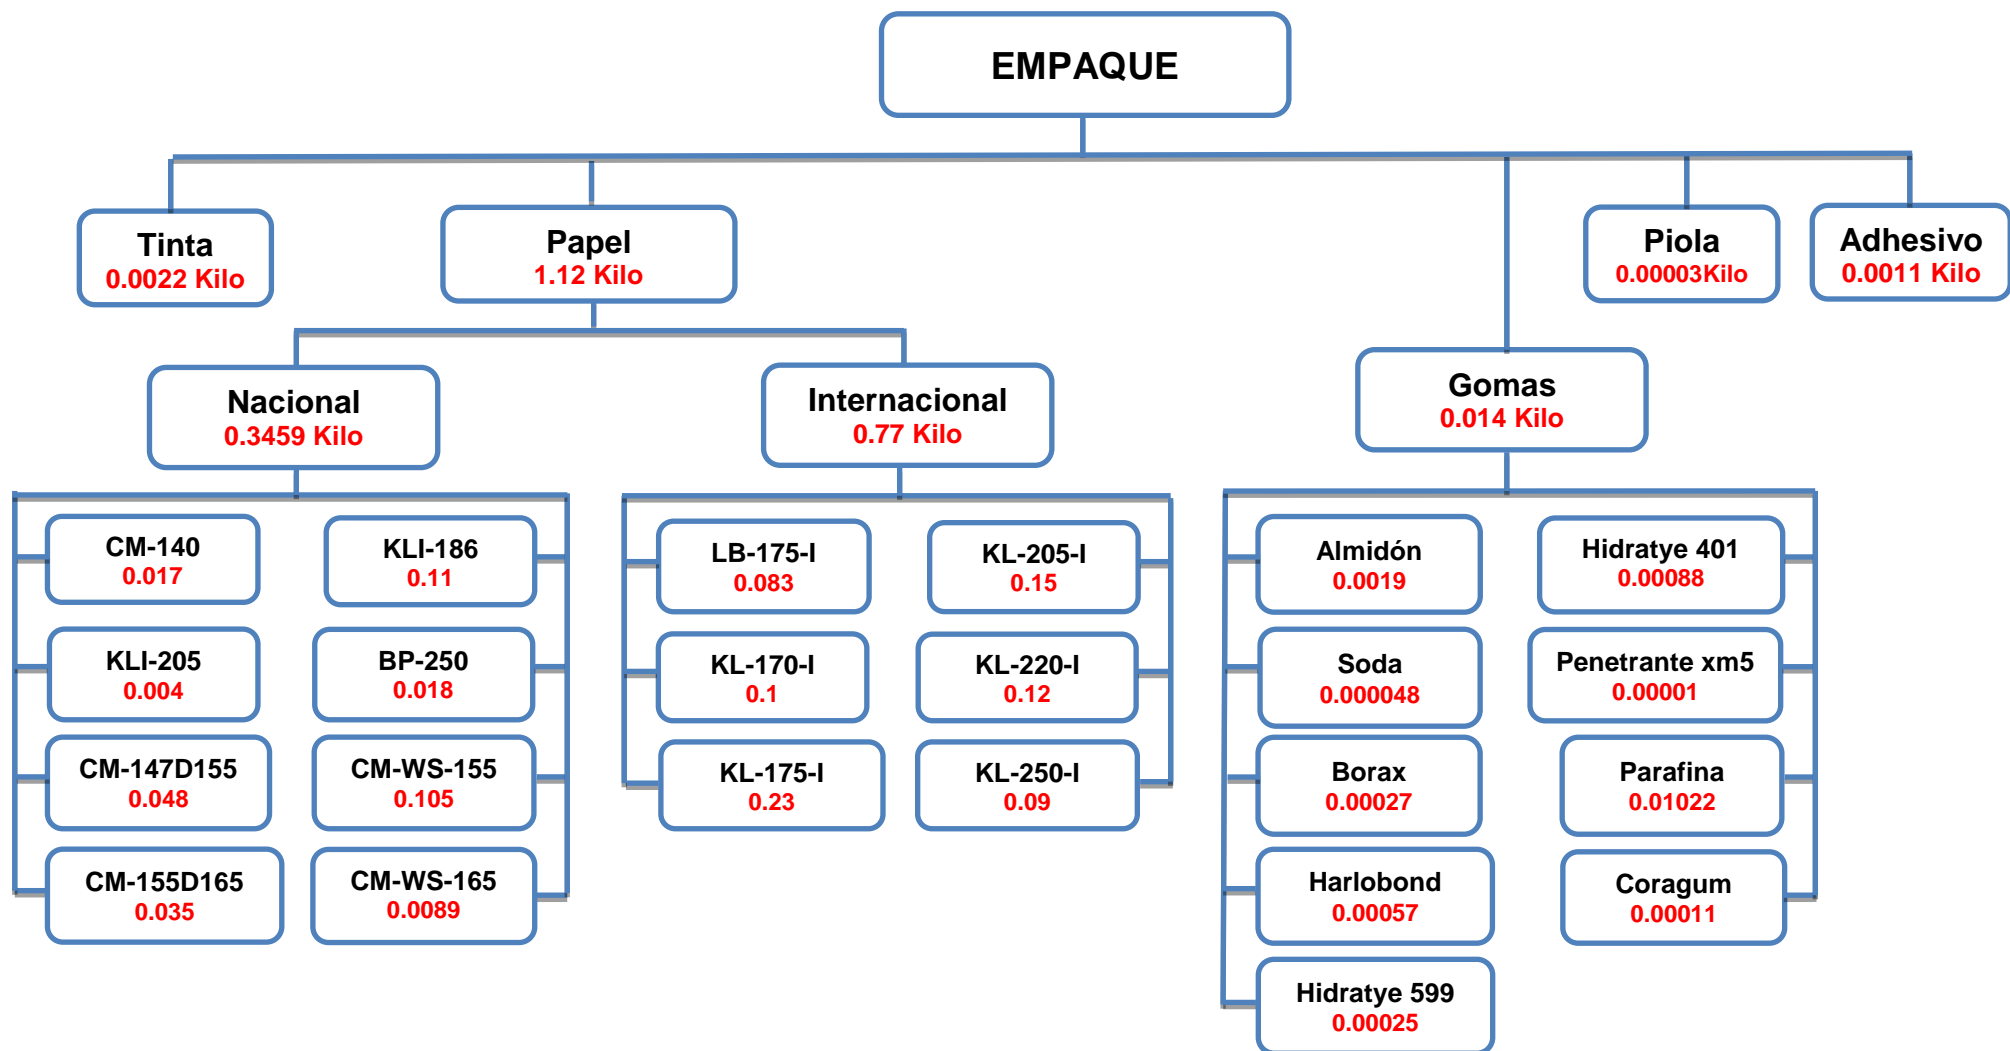 EMPAQUE
Tinta
0.0022 Kilo
Papel
1.12 Kilo
Piola
0.00003Kilo
Adhesivo
0.0011 Kilo
Nacional
0.3459 Kilo
Internacional
0.77 Kilo
Gomas
0.014 Kilo
CM-140
0.017
KLI-186
0.11
KLI-205
0.004
BP-250
0.018
CM-147D155
0.048
CM-WS-155
0.105
CM-155D165
0.035
CM-WS-165
0.0089
LB-175-I
0.083
KL-205-I
0.15
KL-170-I
0.1
KL-220-I
0.12
KL-175-I
0.23
KL-250-I
0.09
Almidón
0.0019
Hidratye 401
0.00088
Soda
0.000048
Penetrante xm5
0.00001
Borax
0.00027
Parafina
0.01022
Harlobond
0.00057
Coragum
0.00011
Hidratye 599
0.00025